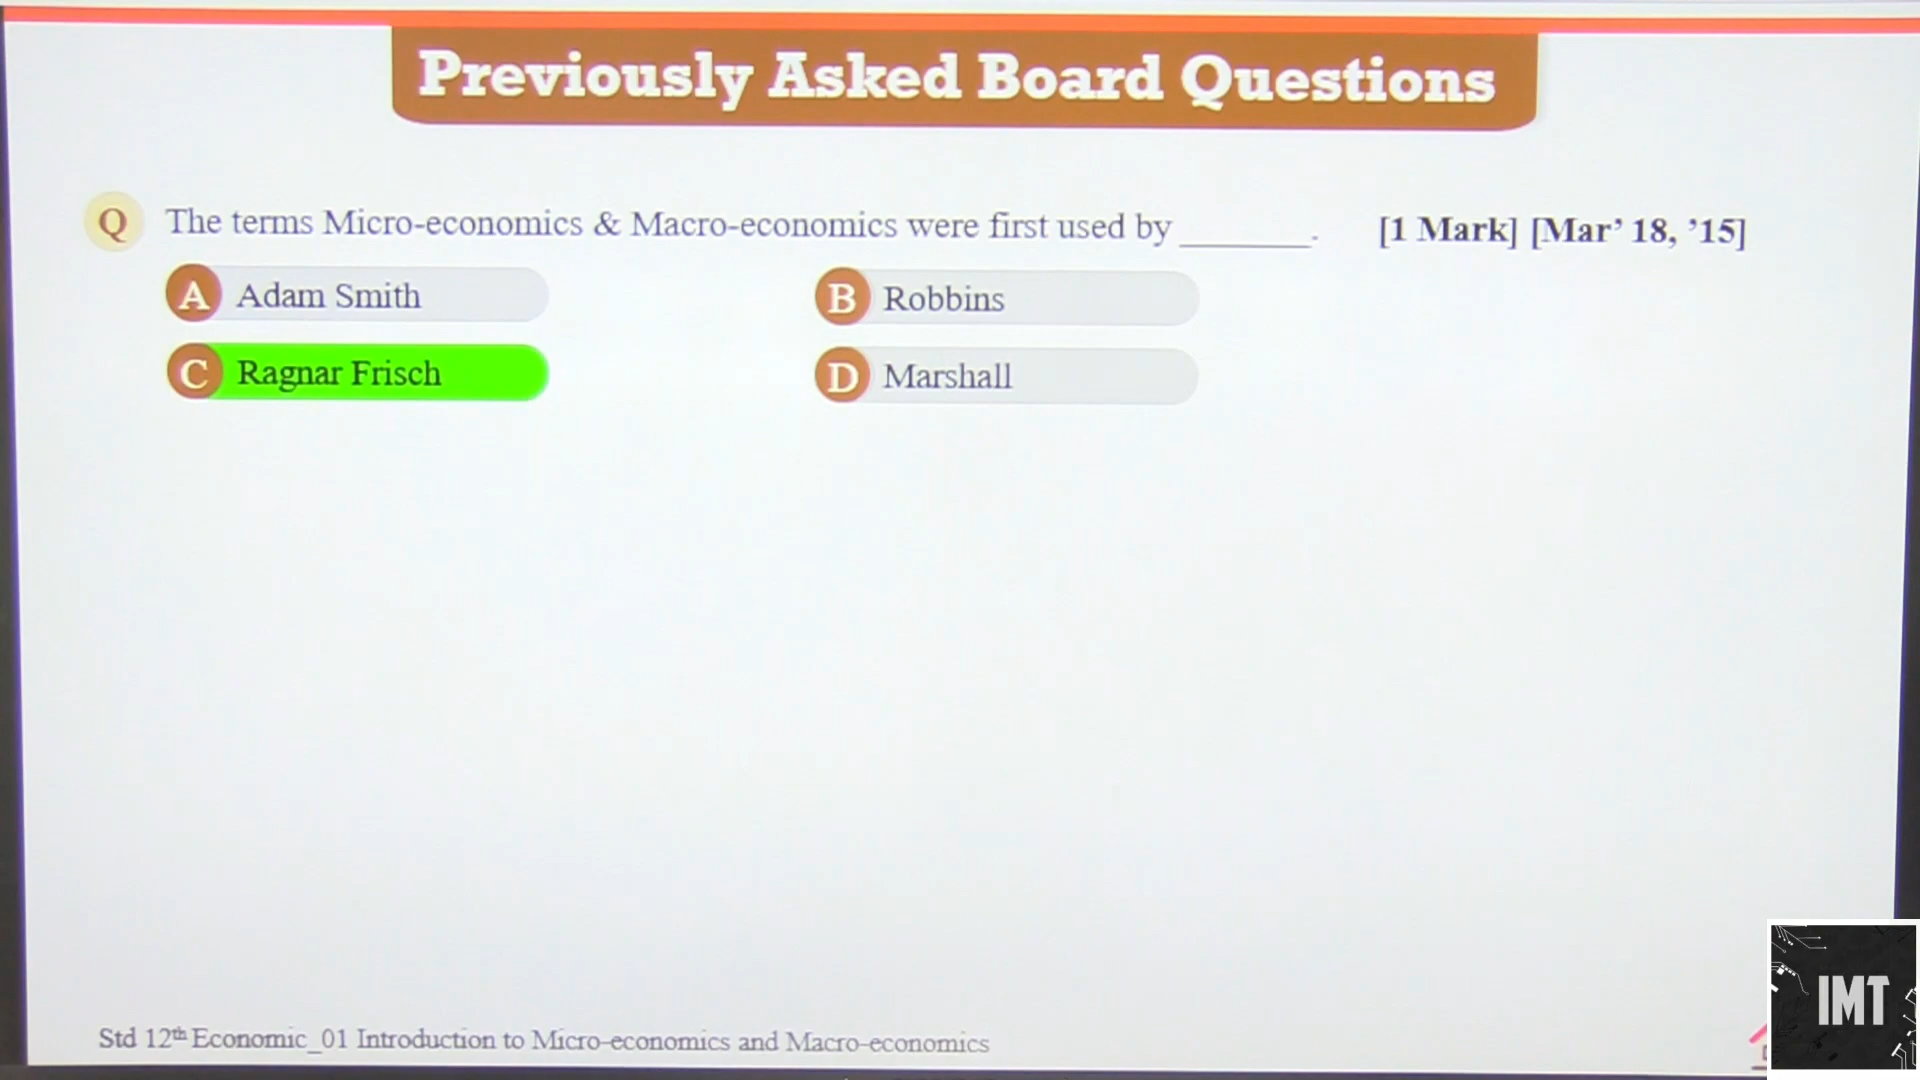 Previously Asked Board Questions
Q The terms Micro-economics & Macro-economics were first used by ________. [1 Mark] [Mar’ 18, ’15]
A Adam Smith B Robbins
C Ragnar Frisch D Marshall
Std 12th Economic_01 Introduction to Micro-economics and Macro-economics
IMT